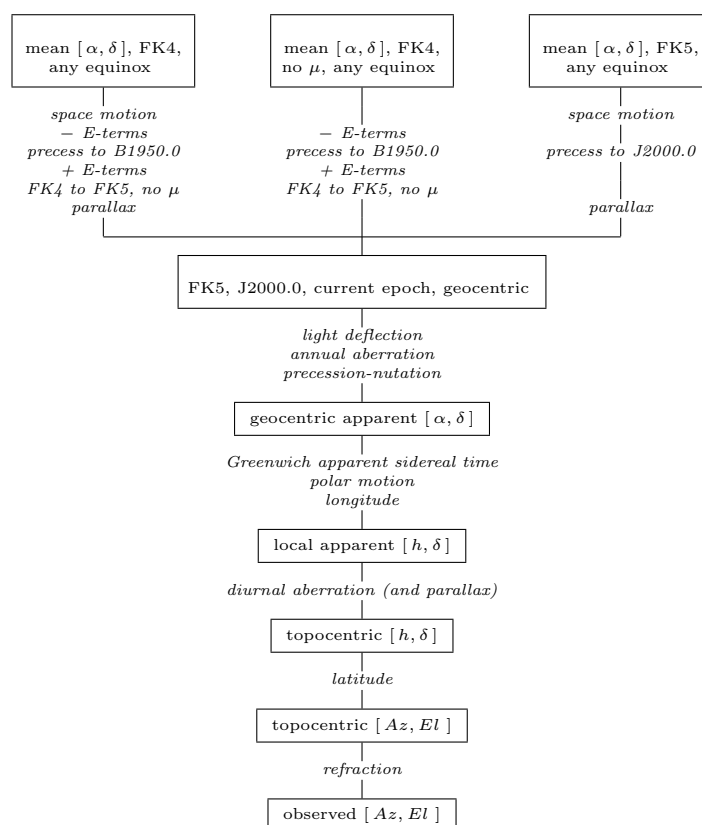 mean [ α, δ ], FK4,
any equinox
mean [ α, δ ], FK4,
no μ, any equinox
mean [ α, δ ], FK5,
any equinox
space motion
− E-terms
precess to B1950.0
+ E-terms
FK4 to FK5, no μ
parallax
− E-terms
precess to B1950.0
+ E-terms
FK4 to FK5, no μ
space motion
precess to J2000.0
parallax
FK5, J2000.0, current epoch, geocentric
light deflection
annual aberration
precession-nutation
geocentric apparent [ α, δ ]
Greenwich apparent sidereal time
polar motion
longitude
local apparent [ h, δ ]
diurnal aberration (and parallax)
topocentric [ h, δ ]
latitude
topocentric [ Az, El ]
refraction
observed [ Az, El ]